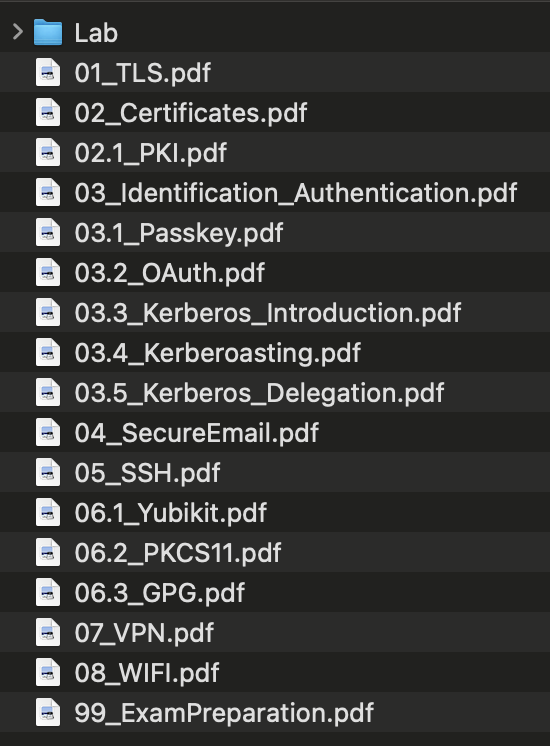 Lab
01_TLS.pdf
02_Certificates.pdf
02.1_PKI.pdf
03_Identification_Authentication.pdf
03.1_Passkey.pdf
03.2_OAuth.pdf
03.3_Kerberos_Introduction.pdf
03.4_Kerberoasting.pdf
03.5_Kerberos_Delegation.pdf
04_SecureEmail.pdf
05_SSH.pdf
06.1_Yubikit.pdf
06.2_PKCS11.pdf
06.3_GPG.pdf
07_VPN.pdf
08_WIFI.pdf
99_ExamPreparation.pdf